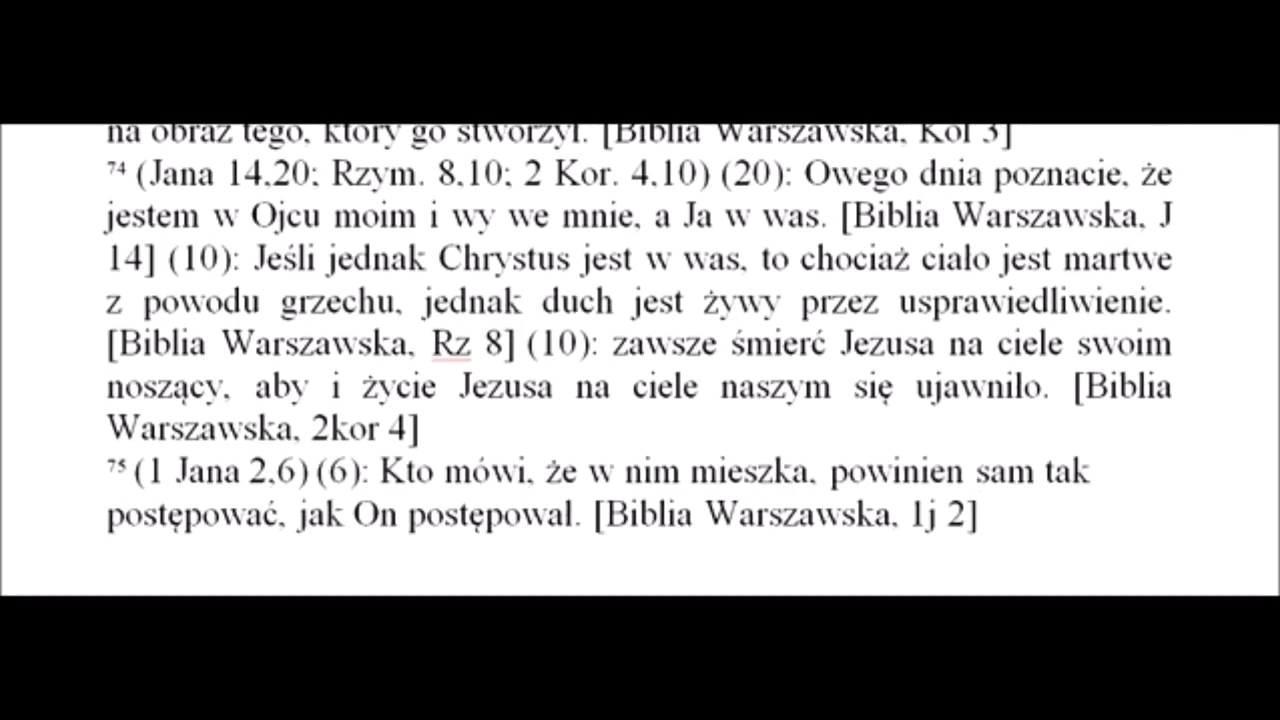 na obraz tego, który go stworzył. [Biblia Warszawska, Kol 3]
⁷⁴ (Jana 14,20; Rzym. 8,10; 2 Kor. 4,10) (20): Owego dnia poznacie, że
jestem w Ojcu moim i wy we mnie, a Ja w was. [Biblia Warszawska, J
14] (10): Jeśli jednak Chrystus jest w was, to chociaż ciało jest martwe
z powodu grzechu, jednak duch jest żywy przez usprawiedliwienie.
[Biblia Warszawska, Rz 8] (10): zawsze śmierć Jezusa na ciele swoim
noszący, aby i życie Jezusa na ciele naszym się ujawniło. [Biblia
Warszawska, 2kor 4]
⁷⁵ (1 Jana 2,6) (6): Kto mówi, że w nim mieszka, powinien sam tak
postępować, jak On postępował. [Biblia Warszawska, 1j 2]